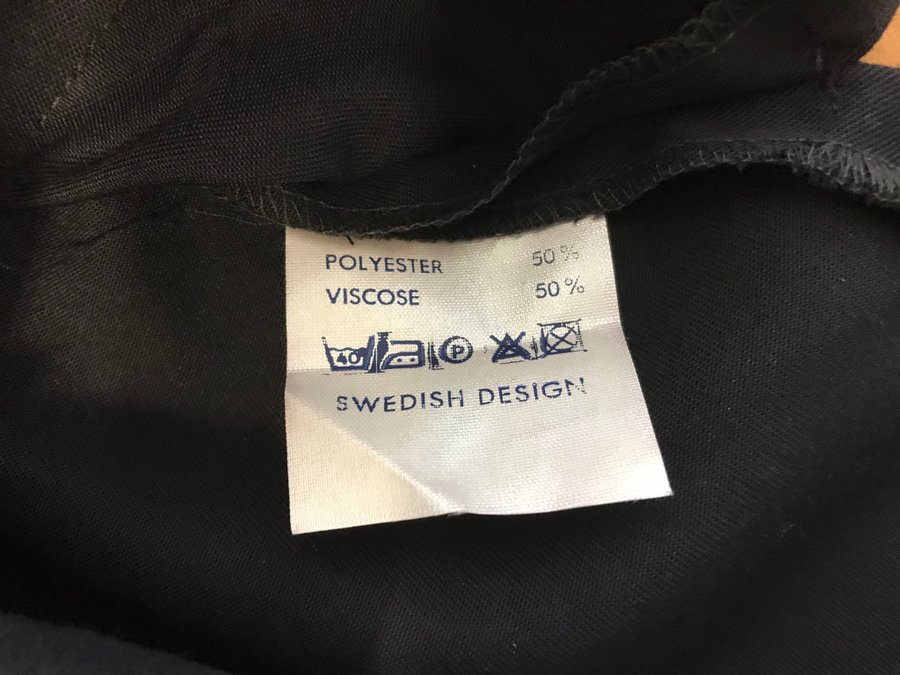 POLYESTER 50%
VISCOSE 50%
40 P
SWEDISH DESIGN